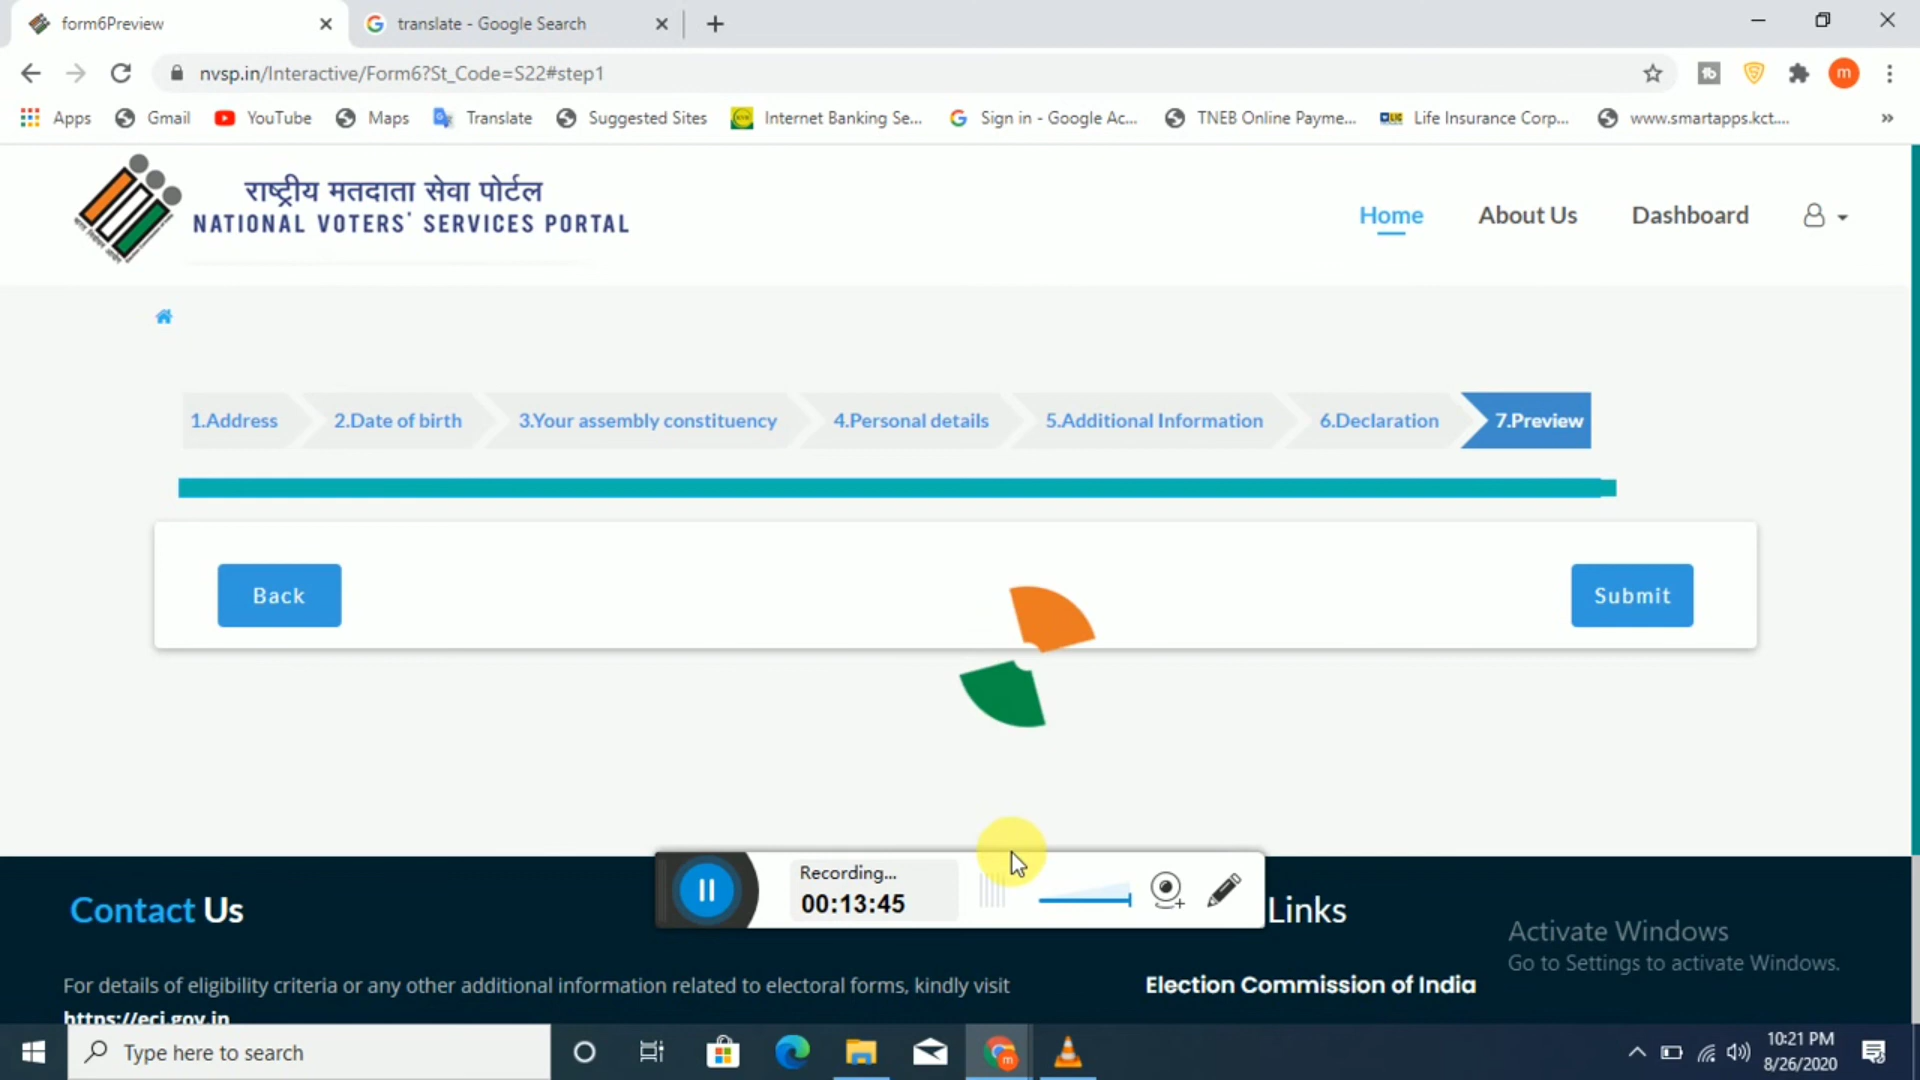 form6Preview
translate - Google Search
nvsp.in/Interactive/Form6?St_Code=S22#step1
Apps Gmail YouTube Maps Translate Suggested Sites Internet Banking Se... Sign in - Google Ac... TNEB Online Payme... LIC Life Insurance Corp... www.smartapps.kct.... »
राष्ट्रीय मतदाता सेवा पोर्टल
NATIONAL VOTERS' SERVICES PORTAL
Home About Us Dashboard
1.Address 2.Date of birth 3.Your assembly constituency 4.Personal details 5.Additional Information 6.Declaration 7.Preview
Back
Submit
Recording...
00:13:45
Contact Us
Links
Activate Windows
Go to Settings to activate Windows.
For details of eligibility criteria or any other additional information related to electoral forms, kindly visit
https://eci.gov.in
Election Commission of India
Type here to search
10:21 PM
8/26/2020